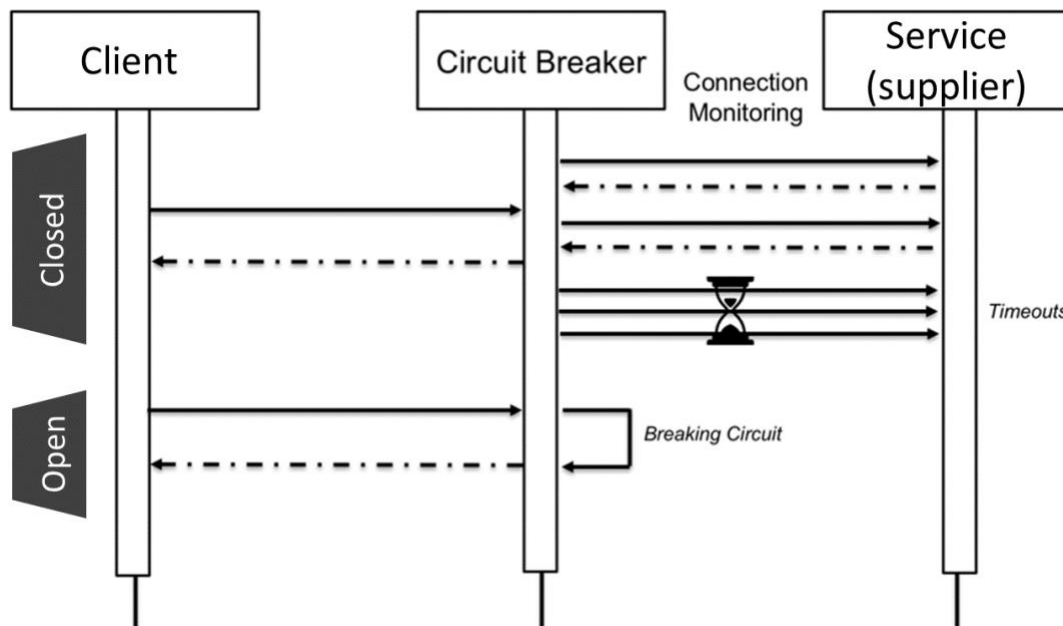 Client
Circuit Breaker
Service
(supplier)
Connection
Monitoring
Closed
Timeouts
Open
Breaking Circuit